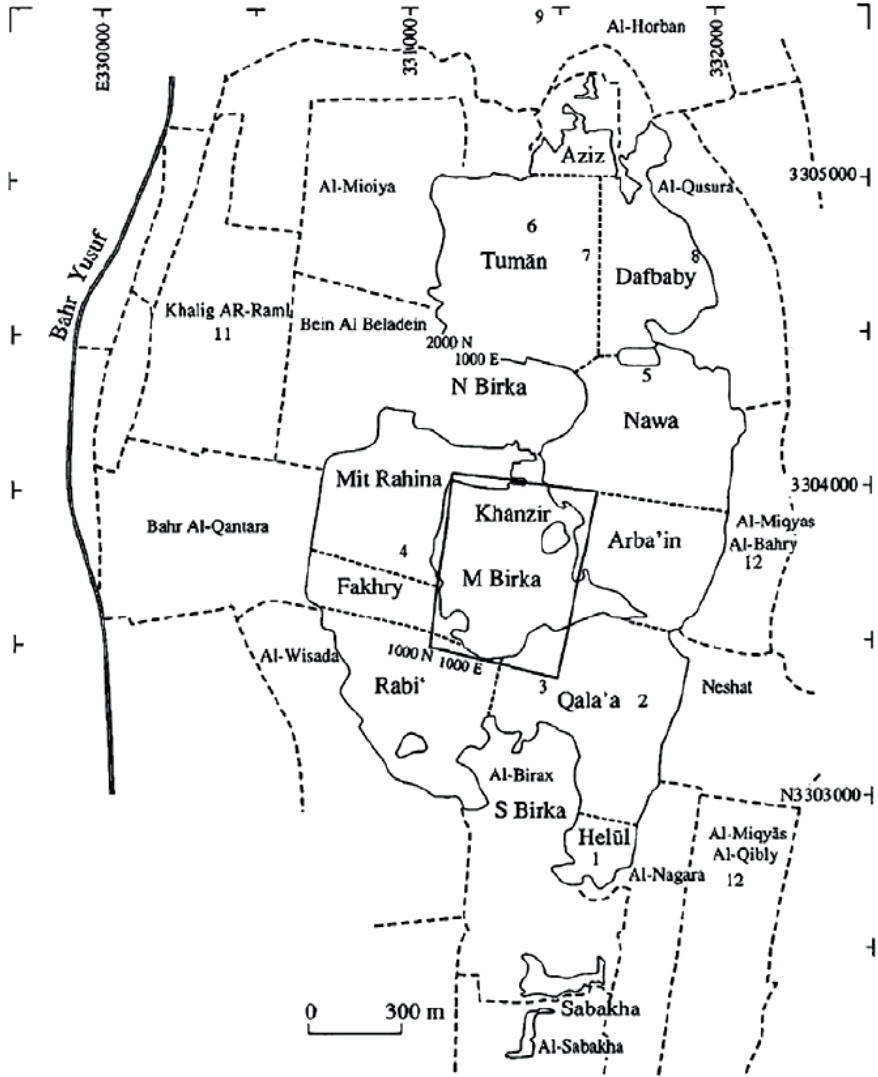 9
Al-Horban
E330000
331000
332000
Aziz
3305000
Al-Mioiya
Al-Qusura
6
Tumān
7
8
Dafbaby
Bahr Yusuf
Khalig AR-Raml
11
Bein Al Beladein
2000 N
1000 E
N Birka
5
Nawa
Mit Rahina
3304000
Khanzir
Bahr Al-Qantara
Arba'in
Al-Miqyas
Al-Bahry
12
4
M Birka
Fakhry
Al-Wisada
1000 N 1000 E
Rabi'
3
Qala'a 2
Neshat
Al-Birax
S Birka
N3303000
Helūl
1
Al-Miqyās
Al-Qibly
12
Al-Nagara
0 300 m
Sabakha
Al-Sabakha